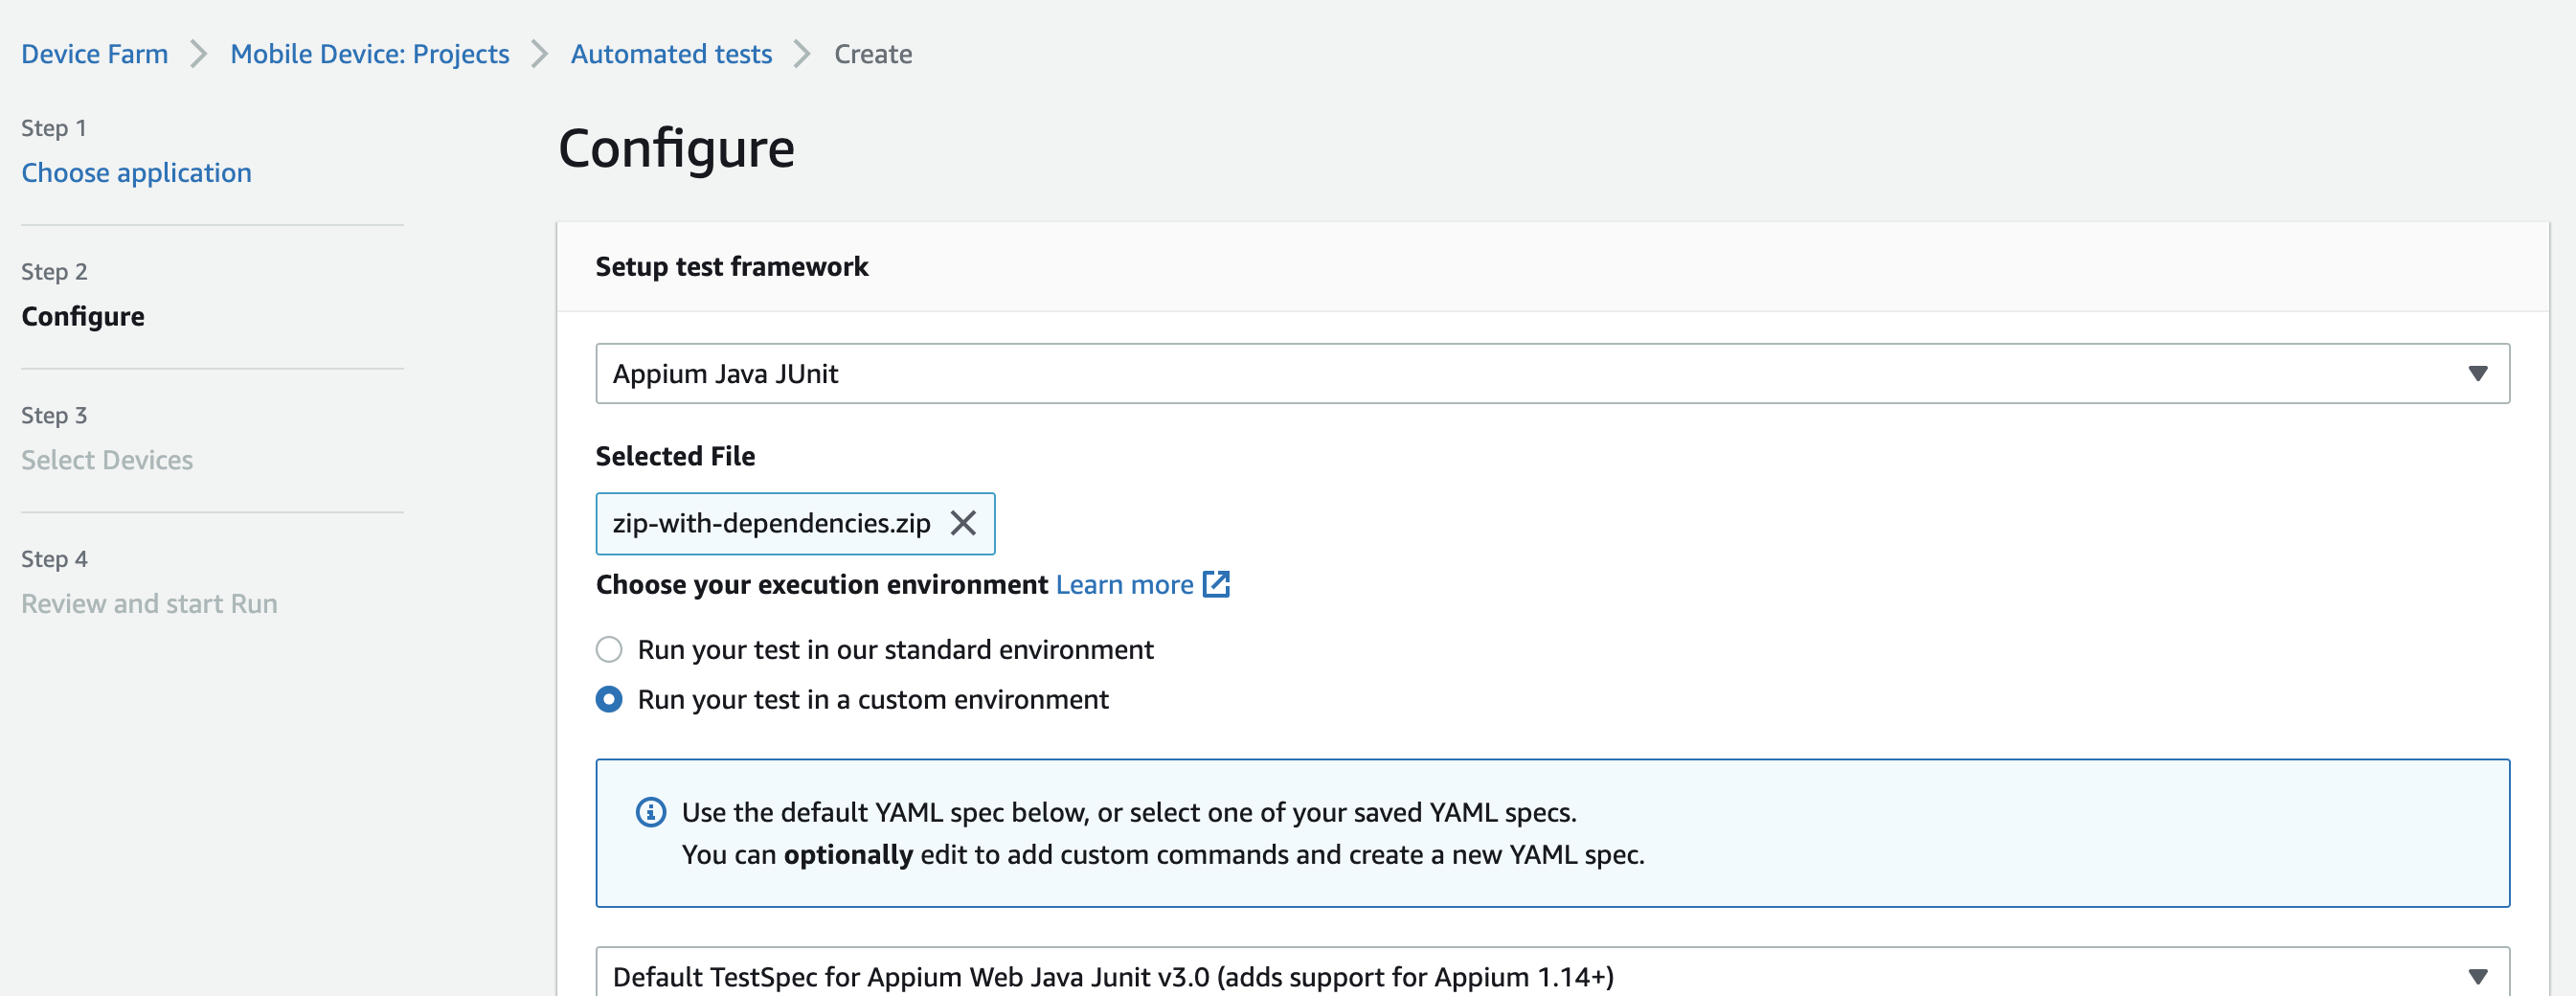 Device Farm Mobile Device: Projects Automated tests Create
Step 1
Choose application
Step 2
Configure
Step 3
Select Devices
Step 4
Review and start Run
Configure
Setup test framework
Appium Java JUnit
Selected File
zip-with-dependencies.zip
Choose your execution environment Learn more
Run your test in our standard environment
Run your test in a custom environment
Use the default YAML spec below, or select one of your saved YAML specs.
You can optionally edit to add custom commands and create a new YAML spec.
Default TestSpec for Appium Web Java Junit v3.0 (adds support for Appium 1.14+)